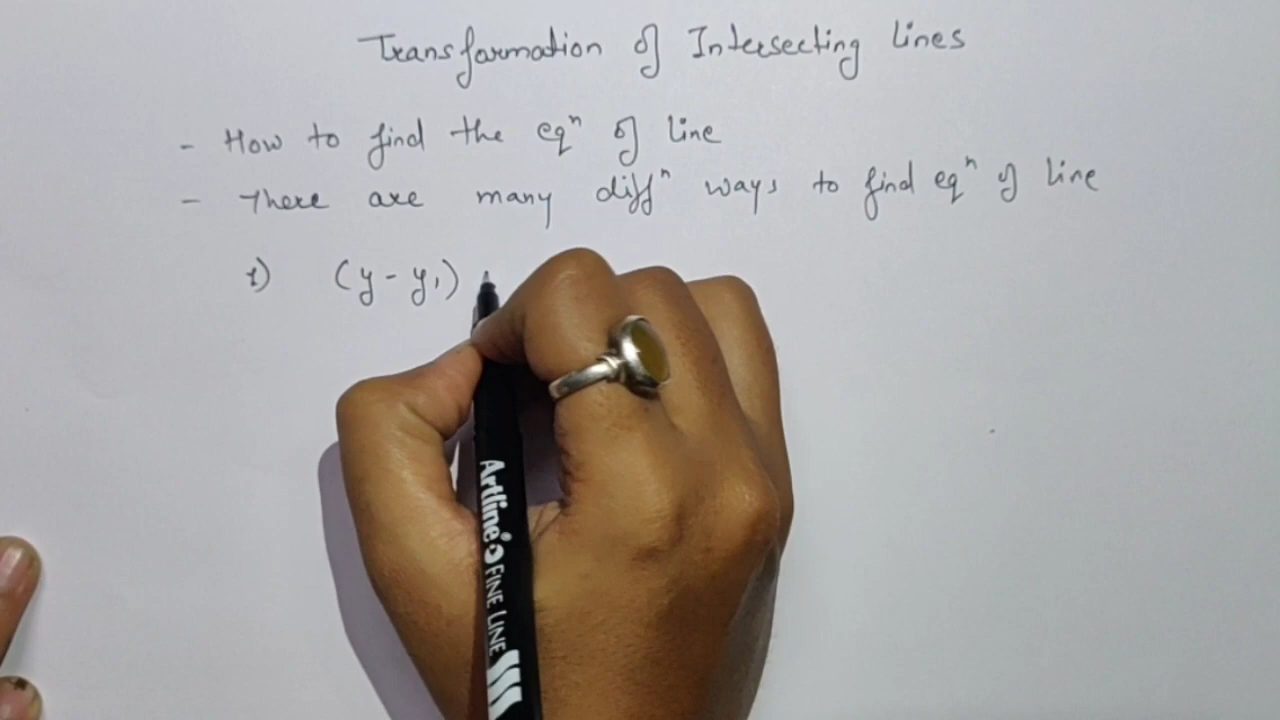 Transformation of Intersecting lines
- How to find the eqⁿ of line
- There are many diffⁿ ways to find eqⁿ of line
1) (y - y₁)
Artline FINE LINE